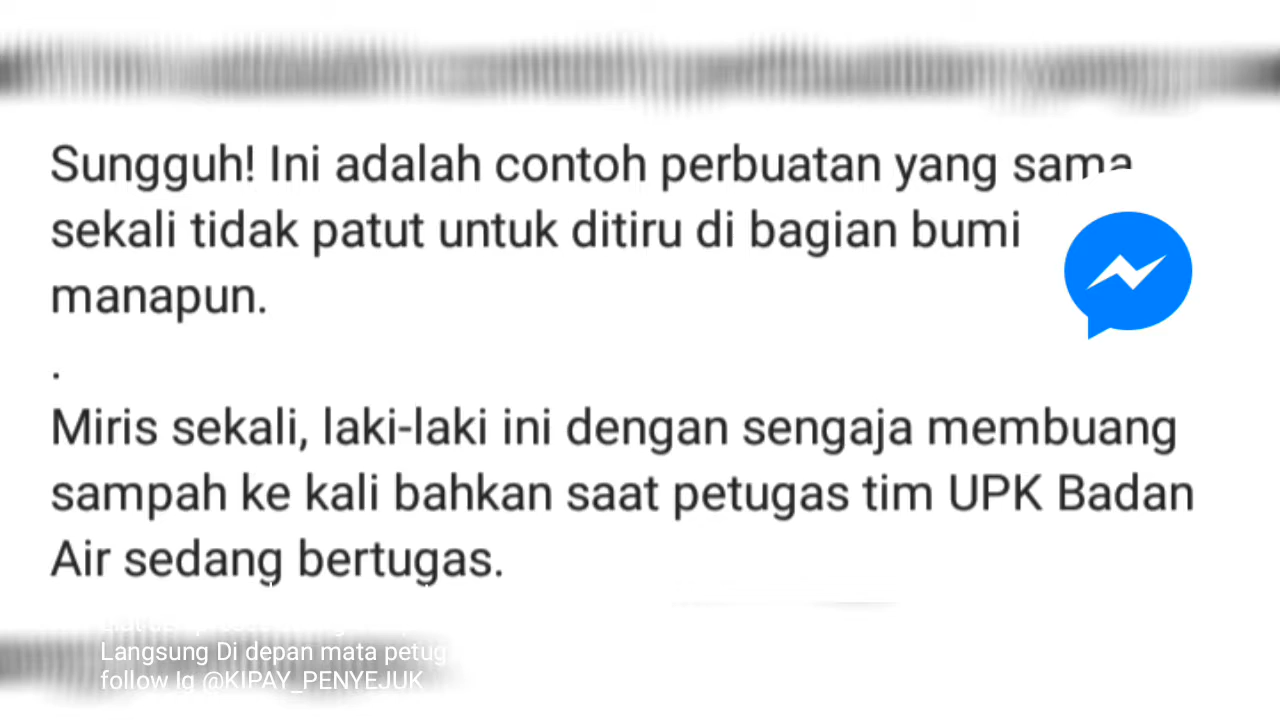 Sungguh! Ini adalah contoh perbuatan yang sama
sekali tidak patut untuk ditiru di bagian bumi
manapun.
.
Miris sekali, laki-laki ini dengan sengaja membuang
sampah ke kali bahkan saat petugas tim UPK Badan
Air sedang bertugas.
Langsung Di depan mata petug
follow Ig @KIPAY_PENYEJUK